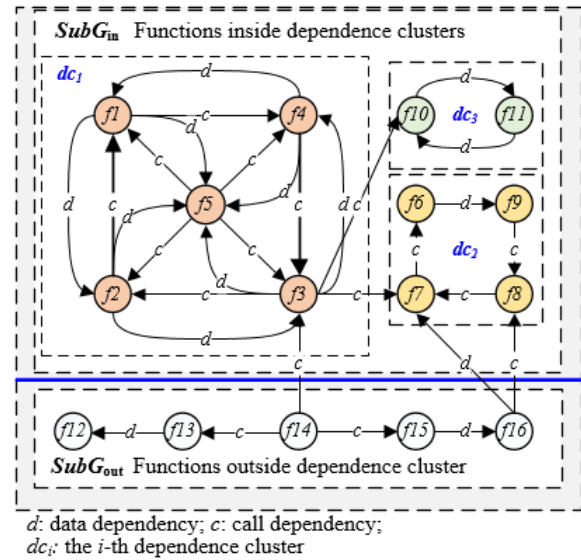 SubGin Functions inside dependence clusters
dc1
d
f1
c
f4
d
d
c
c
d
c
f5
d
c
d
c
c
d
c
f2
c
f3
d
d
f10
dc3
f11
d
f6
d
f9
c
dc2
c
c
f7
c
f8
c
d
c
f12
d
f13
c
f14
c
f15
d
f16
SubGout Functions outside dependence cluster
d: data dependency; c: call dependency;
dci: the i-th dependence cluster